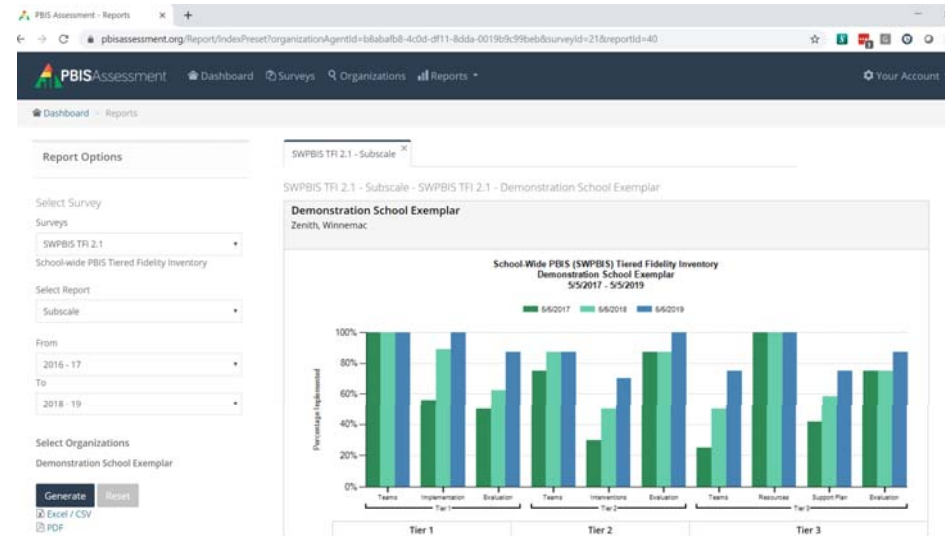 PBIS Assessment - Reports
pbisassessment.org/Report/IndexPreset?organizationAgentId=b8abafb8-4c0d-df11-8dda-0019b9c99beb&surveyId=21&reportId=40
PBISAssessment Dashboard Surveys Organizations Reports Your Account
Dashboard Reports
Report Options
SWPBIS TFI 2.1 - Subscale
SWPBIS TFI 2.1 - Subscale - SWPBIS TFI 2.1 - Demonstration School Exemplar
Select Survey
Surveys
SWPBIS TFI 2.1
School-wide PBIS Tiered Fidelity Inventory
Select Report
Subscale
From
2016 - 17
To
2018 - 19
Select Organizations
Demonstration School Exemplar
Generate Reset
Excel / CSV
PDF
Demonstration School Exemplar
Zenith, Winnemac
School-Wide PBIS (SWPBIS) Tiered Fidelity Inventory
Demonstration School Exemplar
5/5/2017 - 5/5/2019
5/5/2017 5/5/2018 5/5/2019
Percentage Implemented
100%
80%
60%
40%
20%
0%
Teams Implementation Evaluation Teams Interventions Evaluation Teams Resources Support Plan Evaluation
Tier 1 Tier 2 Tier 3
Tier 1 Tier 2 Tier 3